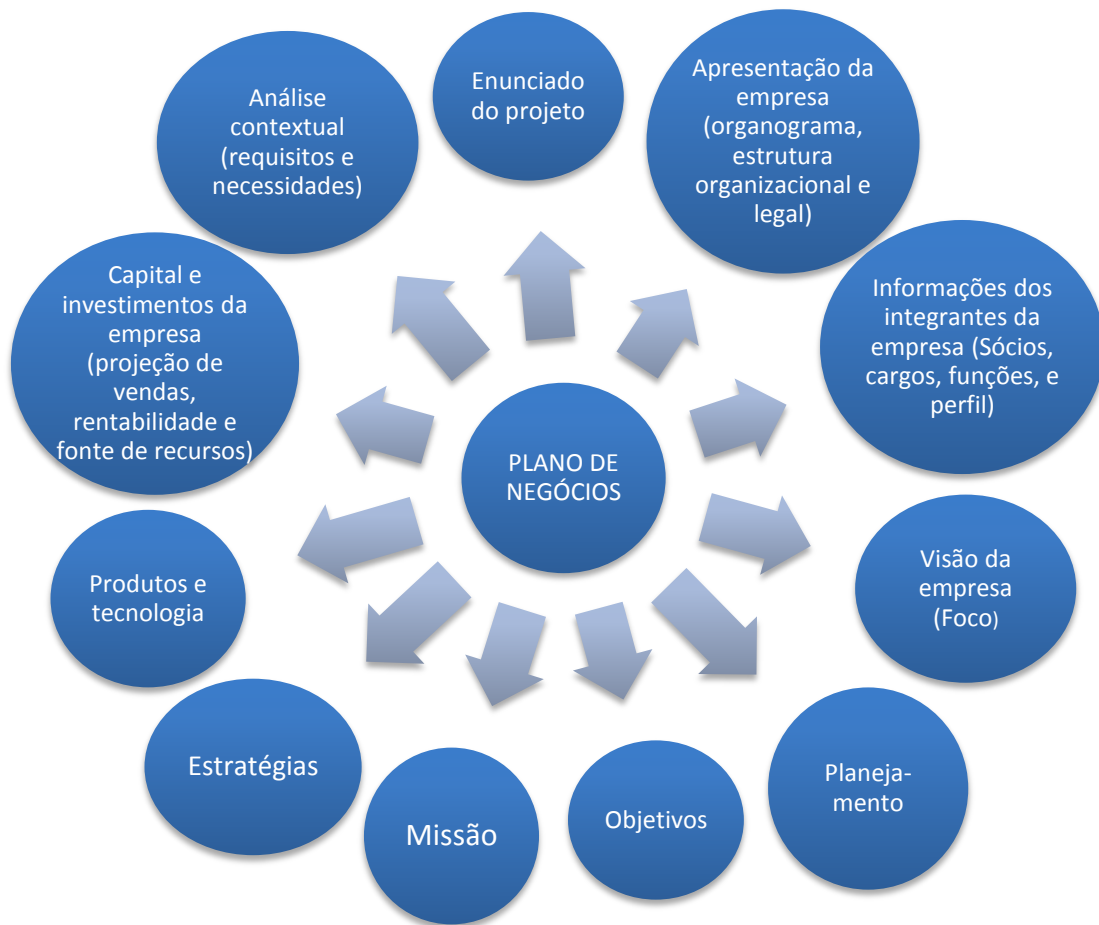 Enunciado
do projeto
Apresentação da
empresa
(organograma,
estrutura
organizacional e
legal)
Informações dos
integrantes da
empresa (Sócios,
cargos, funções, e
perfil)
Visão da
empresa
(Foco)
Planeja-
mento
Objetivos
Missão
Estratégias
Produtos e
tecnologia
Capital e
investimentos da
empresa
(projeção de
vendas,
rentabilidade e
fonte de recursos)
Análise
contextual
(requisitos e
necessidades)
PLANO DE
NEGÓCIOS